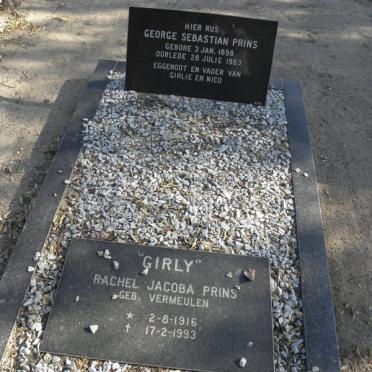 HIER RUS
GEORGE SEBASTIAN PRINS
GEBORE 3 JAN. 1898
OORLEDE 28 JULIE 1983
EGGENOOT EN VADER VAN
GIRLIE EN NICO
"GIRLY"
RACHEL JACOBA PRINS
GEB. VERMEULEN
* 2-8-1916
† 17-2-1993